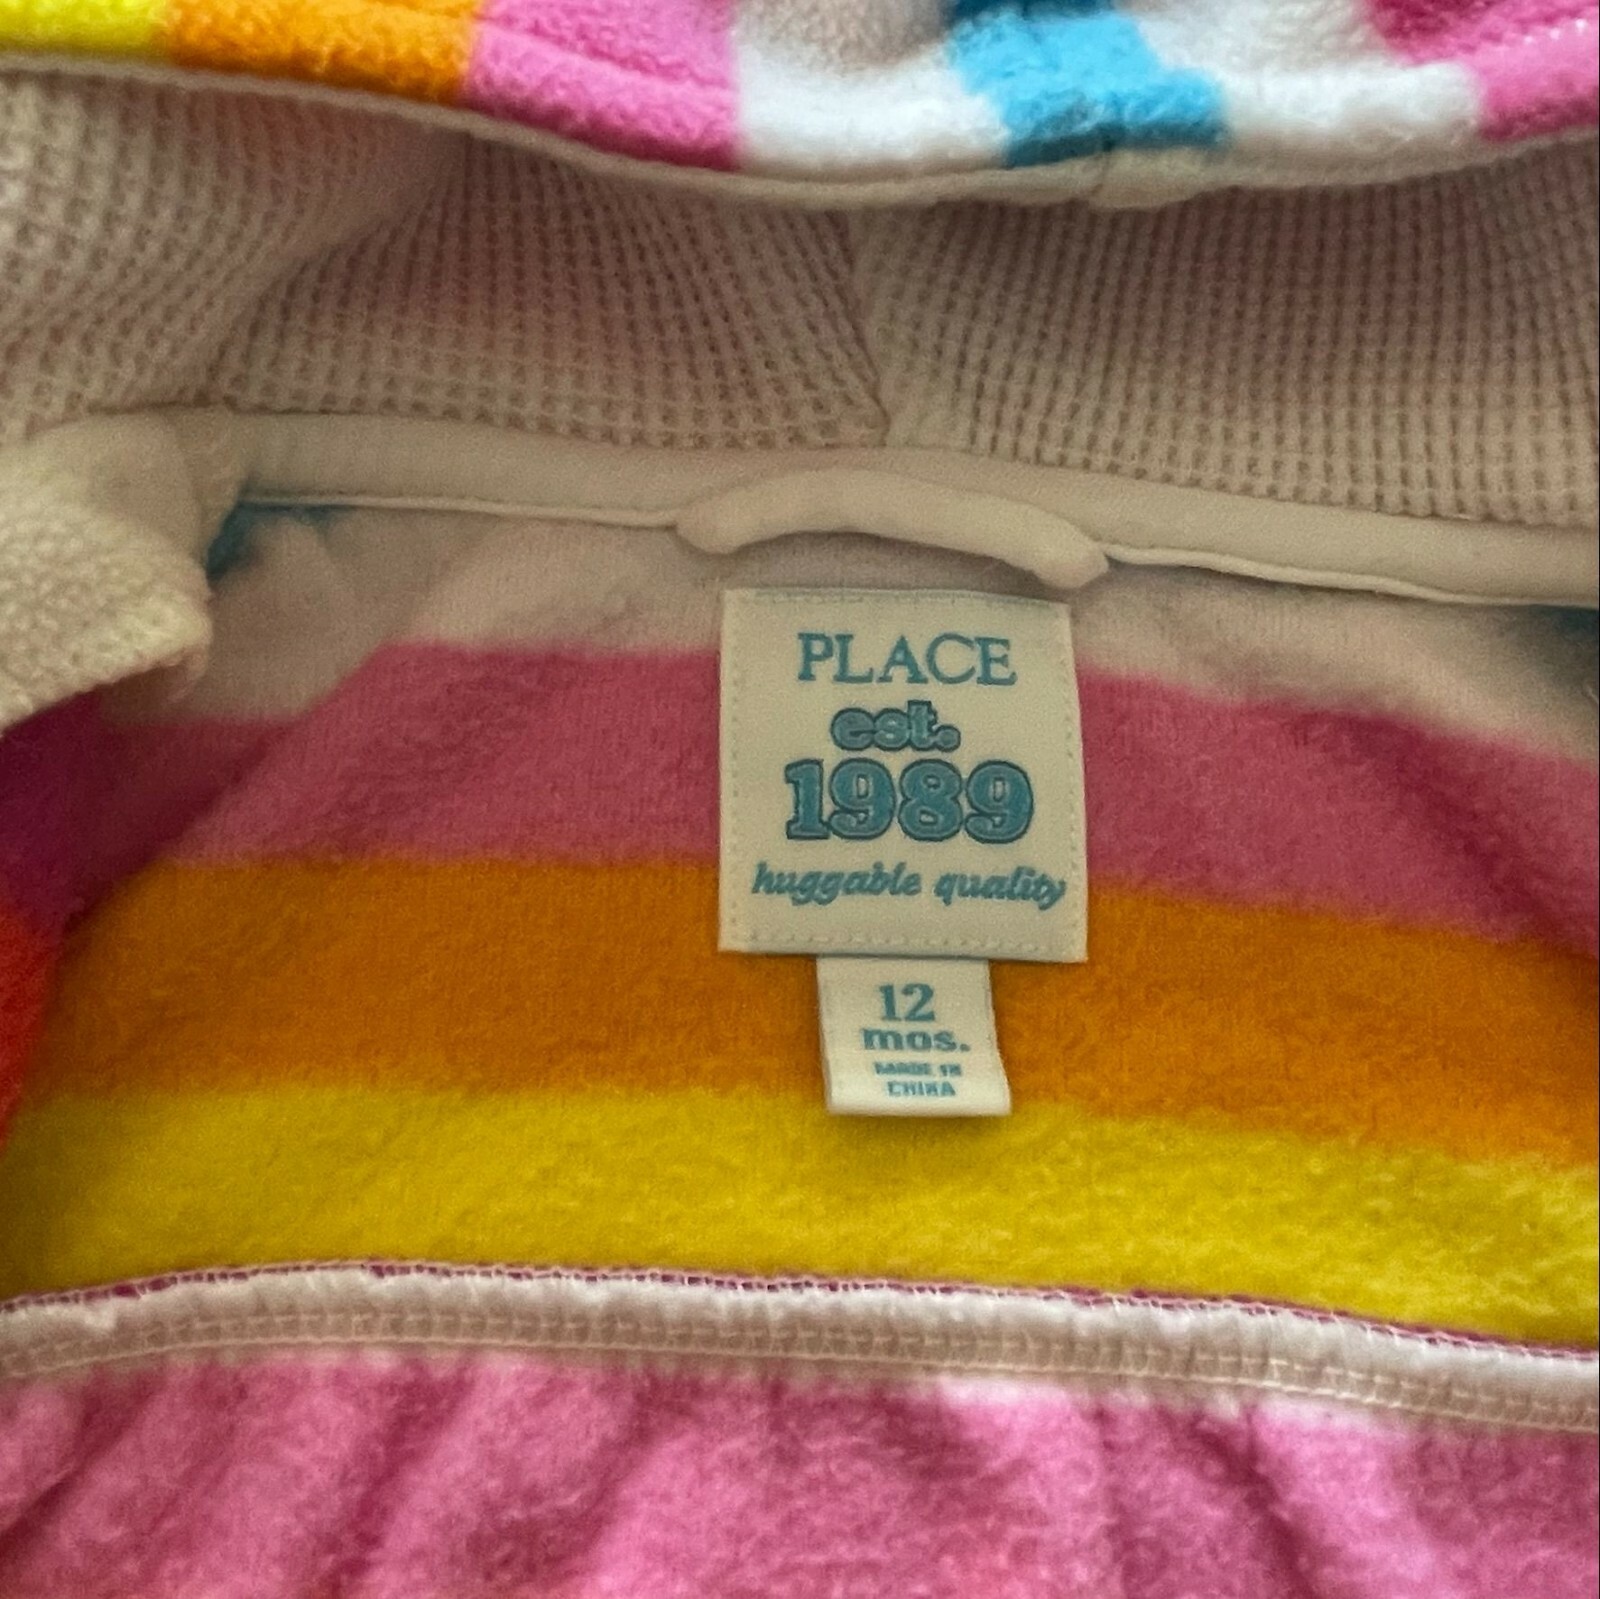 PLACE
est.
1989
huggable quality
12
mos.
MADE IN
CHINA